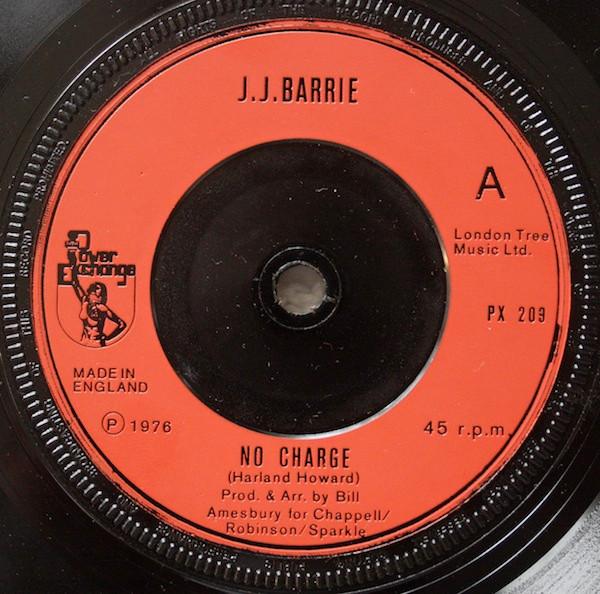 J.J.BARRIE
A
London Tree
Music Ltd.
Power
Exchange
PX 209
MADE IN
ENGLAND
℗ 1976
45 r.p.m.
NO CHARGE
(Harland Howard)
Prod. & Arr. by Bill
Amesbury for Chappell/
Robinson/Sparkle